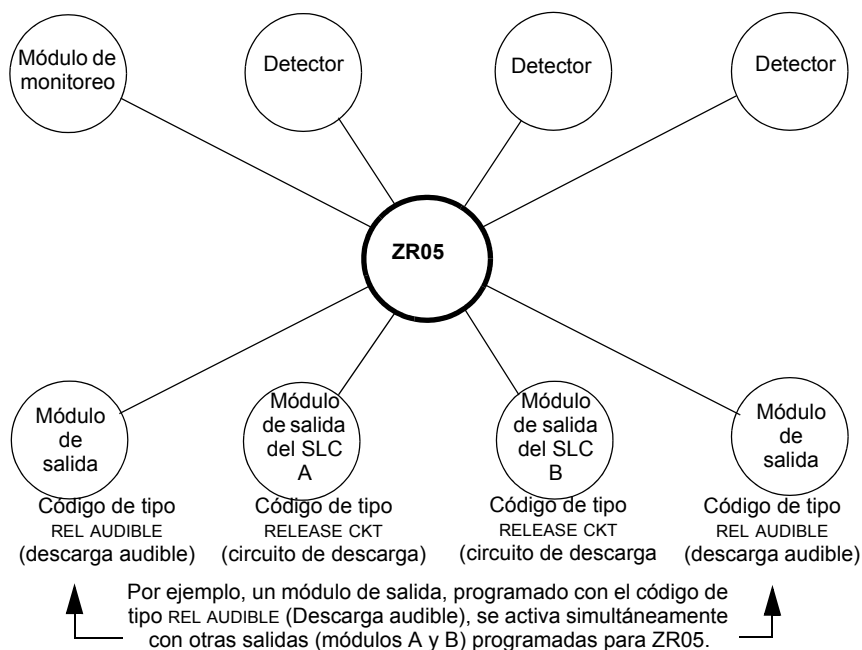 Módulo de
monitoreo
Detector
Detector
Detector
ZR05
Módulo
de
salida
Módulo
de salida
del SLC
A
Módulo
de salida
del SLC
B
Módulo
de
salida
Código de tipo
REL AUDIBLE
(descarga audible)
Código de tipo
RELEASE CKT
(circuito de descarga)
Código de tipo
RELEASE CKT
(circuito de descarga
Código de tipo
REL AUDIBLE
(descarga audible)
Por ejemplo, un módulo de salida, programado con el código de
tipo REL AUDIBLE (Descarga audible), se activa simultáneamente
con otras salidas (módulos A y B) programadas para ZR05.